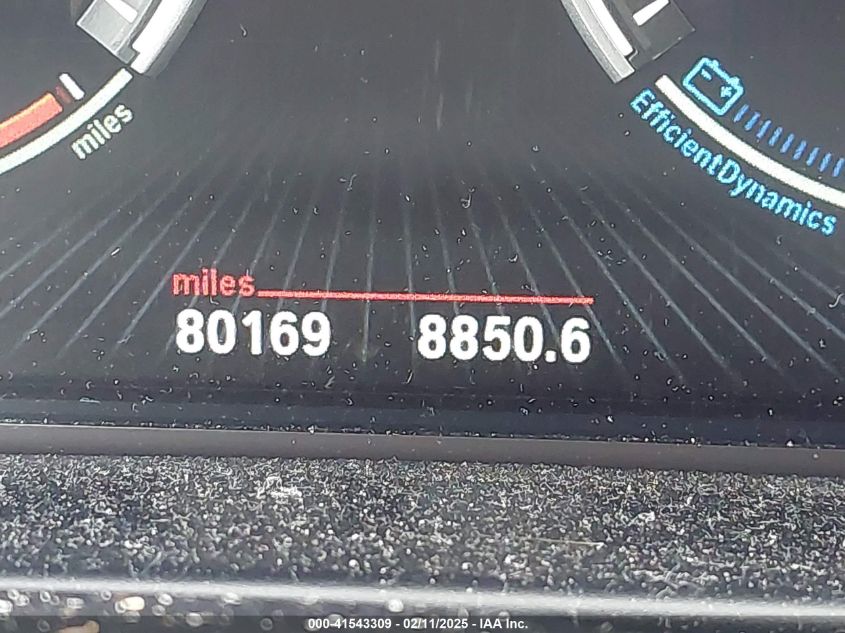 miles
EfficientDynamics
miles
80169 8850.6
000-41543309 - 02/11/2025 - IAA Inc.